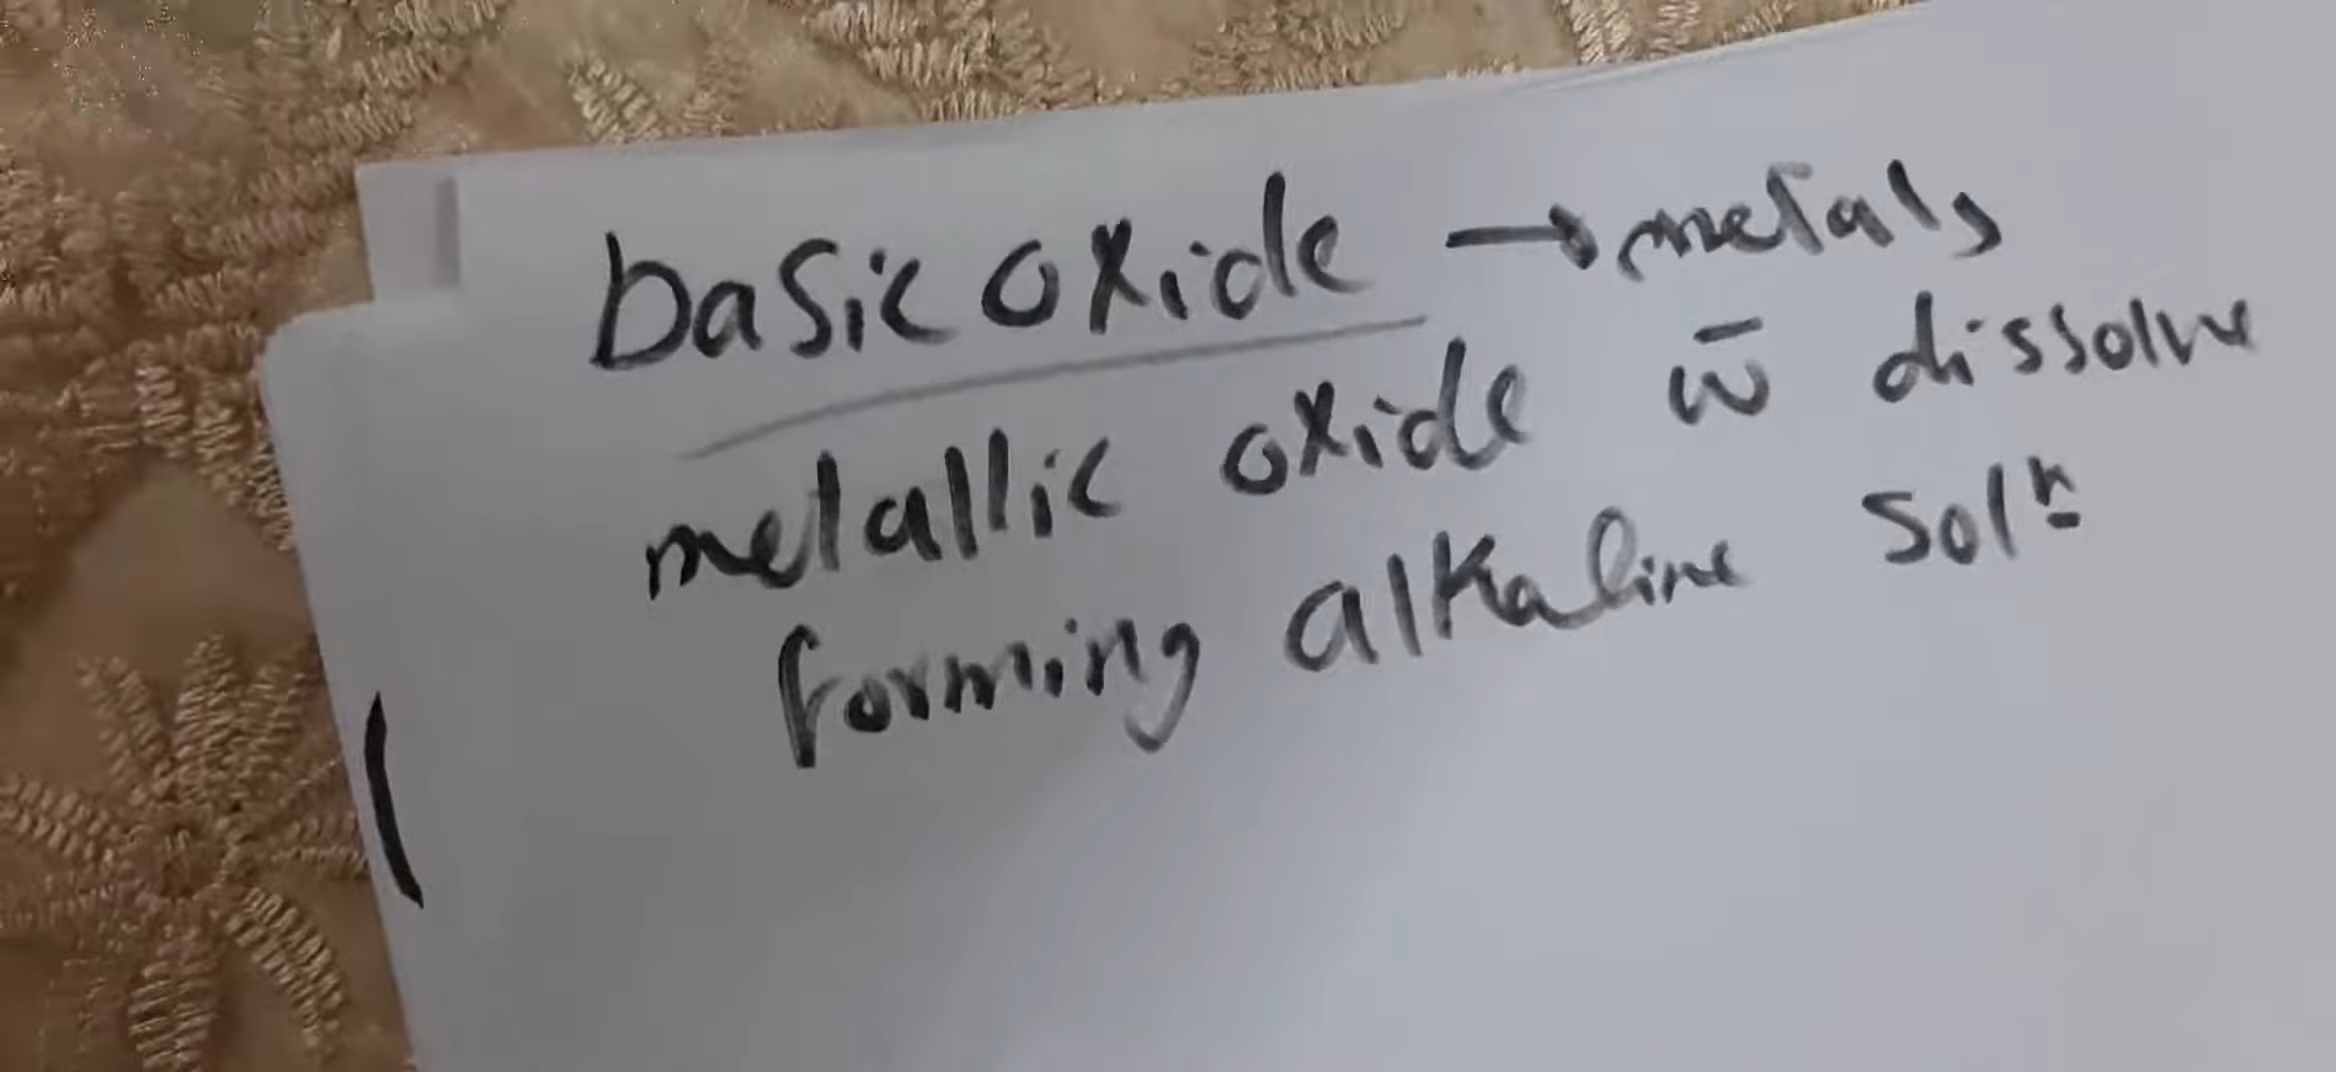 basic oxide → metals
metallic oxide w̄ dissolve
forming alkaline solⁿ